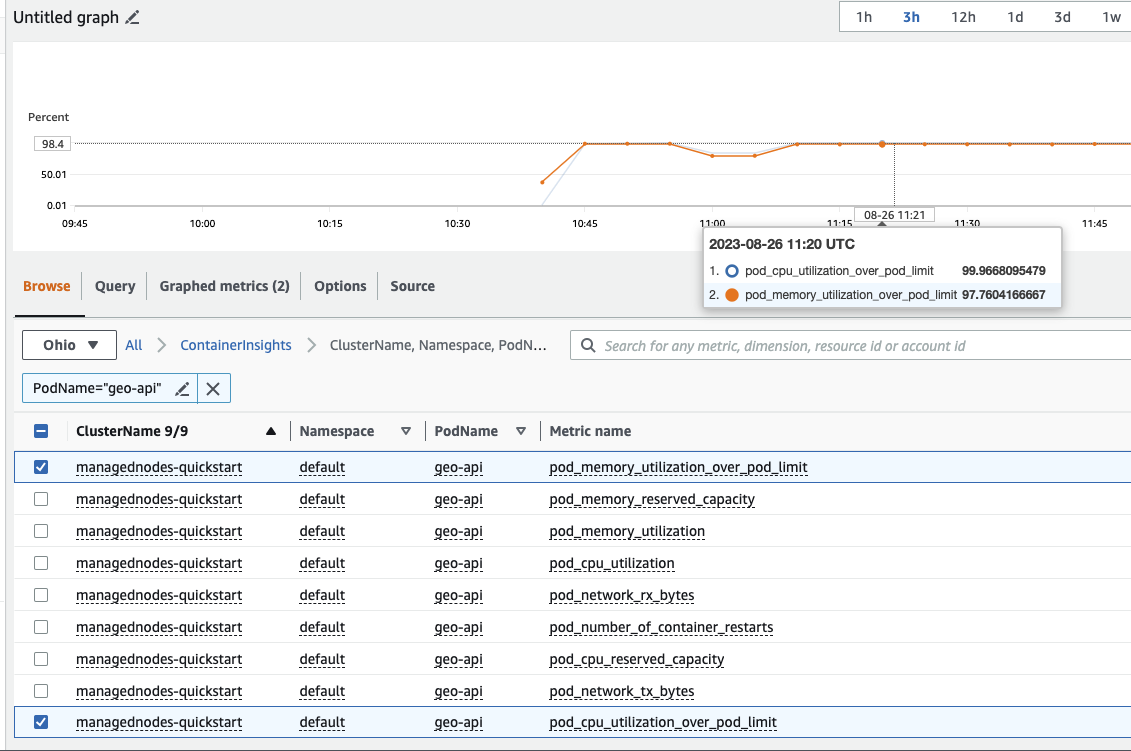 Untitled graph
1h 3h 12h 1d 3d 1w
Percent
98.4
50.01
0.01
09:45 10:00 10:15 10:30 10:45 11:00 11:15 11:30 11:45
08-26 11:21
2023-08-26 11:20 UTC
1. pod_cpu_utilization_over_pod_limit 99.9668095479
2. pod_memory_utilization_over_pod_limit 97.7604166667
Browse Query Graphed metrics (2) Options Source
Ohio All ContainerInsights ClusterName, Namespace, PodN... Search for any metric, dimension, resource id or account id
PodName="geo-api"
ClusterName 9/9 Namespace PodName Metric name
managednodes-quickstart default geo-api pod_memory_utilization_over_pod_limit
managednodes-quickstart default geo-api pod_memory_reserved_capacity
managednodes-quickstart default geo-api pod_memory_utilization
managednodes-quickstart default geo-api pod_cpu_utilization
managednodes-quickstart default geo-api pod_network_rx_bytes
managednodes-quickstart default geo-api pod_number_of_container_restarts
managednodes-quickstart default geo-api pod_cpu_reserved_capacity
managednodes-quickstart default geo-api pod_network_tx_bytes
managednodes-quickstart default geo-api pod_cpu_utilization_over_pod_limit